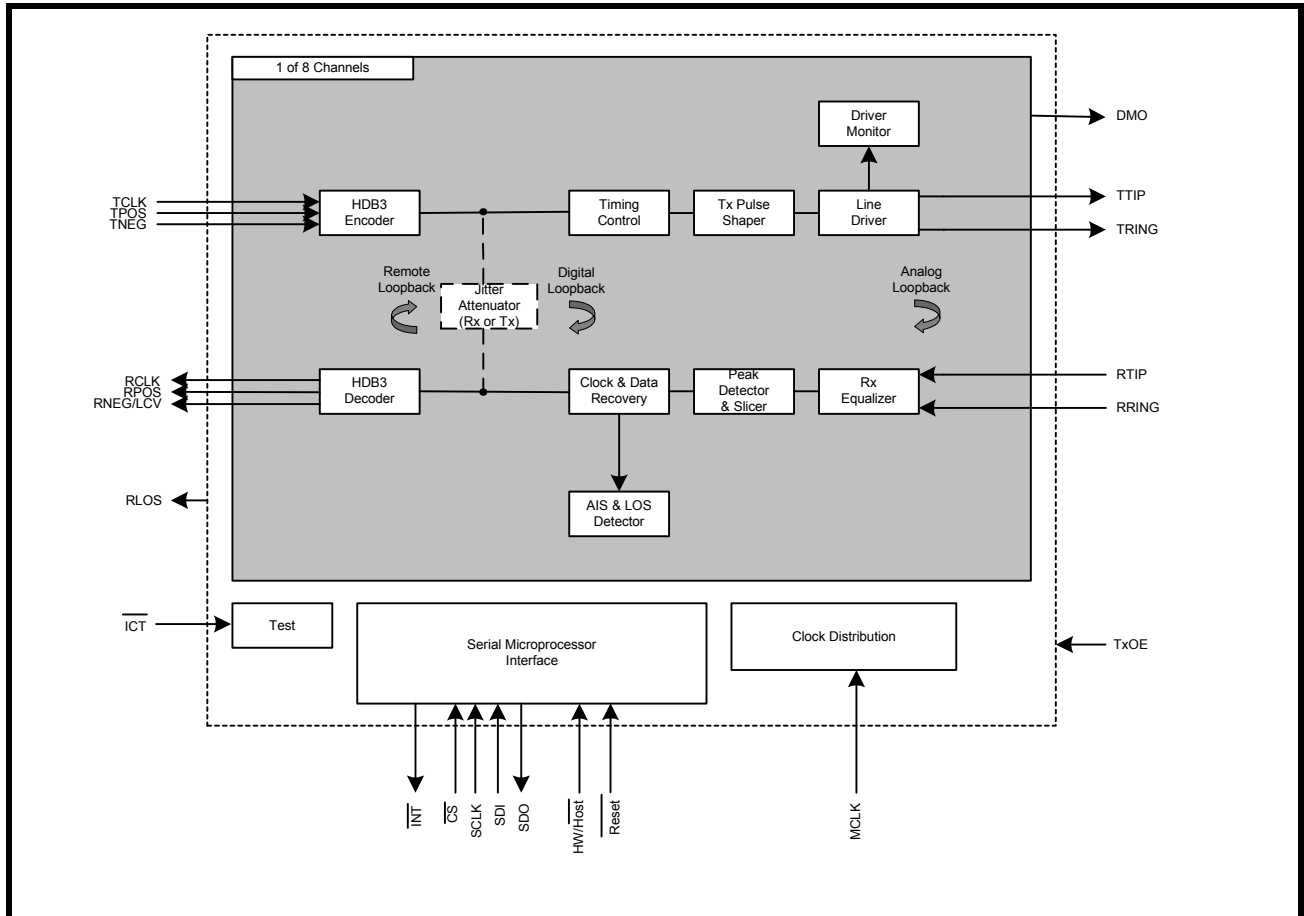 1 of 8 Channels
Driver
Monitor
DMO
TCLK
TPOS
TNEG
HDB3
Encoder
Timing
Control
Tx Pulse
Shaper
Line
Driver
TTIP
TRING
Remote
Loopback
Jitter
Attenuator
(Rx or Tx)
Digital
Loopback
Analog
Loopback
RCLK
RPOS
RNEG/LCV
HDB3
Decoder
Clock & Data
Recovery
Peak
Detector
& Slicer
Rx
Equalizer
RTIP
RRING
RLOS
AIS & LOS
Detector
ICT
Test
Serial Microprocessor
Interface
Clock Distribution
TxOE
INT
CS
SCLK
SDI
SDO
HW/Host
Reset
MCLK